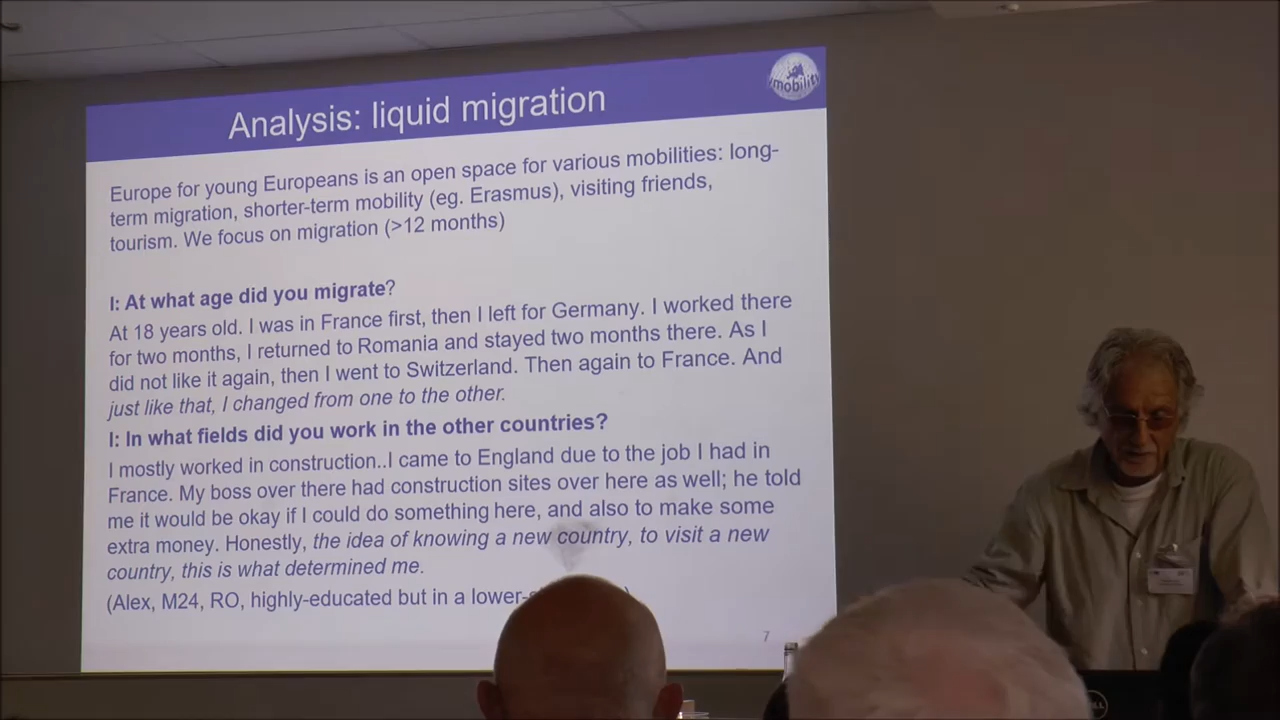 Analysis: liquid migration
mobility
Europe for young Europeans is an open space for various mobilities: long-
term migration, shorter-term mobility (eg. Erasmus), visiting friends,
tourism. We focus on migration (>12 months)
I: At what age did you migrate?
At 18 years old. I was in France first, then I left for Germany. I worked there
for two months, I returned to Romania and stayed two months there. As I
did not like it again, then I went to Switzerland. Then again to France. And
just like that, I changed from one to the other.
I: In what fields did you work in the other countries?
I mostly worked in construction..I came to England due to the job I had in
France. My boss over there had construction sites over here as well; he told
me it would be okay if I could do something here, and also to make some
extra money. Honestly, the idea of knowing a new country, to visit a new
country, this is what determined me.
(Alex, M24, RO, highly-educated but in a lower-
7
DELL